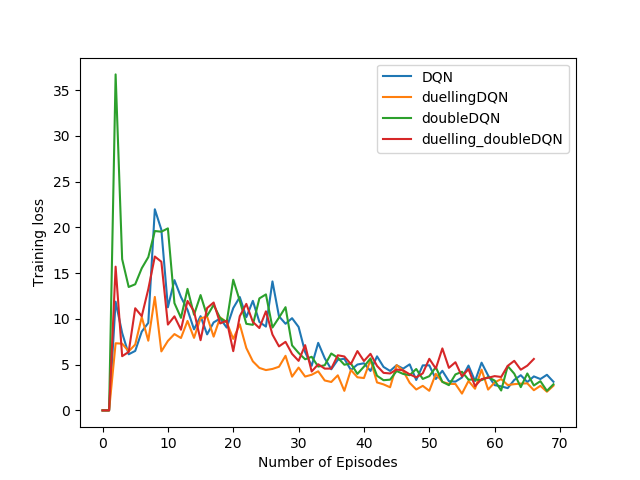 DQN
duellingDQN
doubleDQN
duelling_doubleDQN
35
30
25
20
15
10
5
0
Training loss
0 10 20 30 40 50 60 70
Number of Episodes